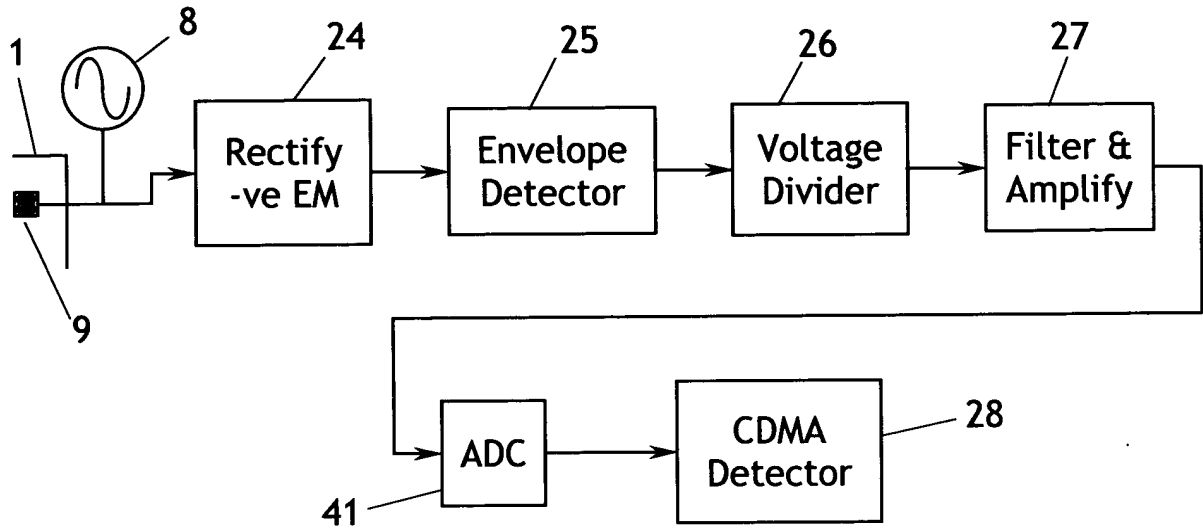 1
8
24
25
26
27
Rectify
-ve EM
Envelope
Detector
Voltage
Divider
Filter &
Amplify
9
ADC
CDMA
Detector
28
41